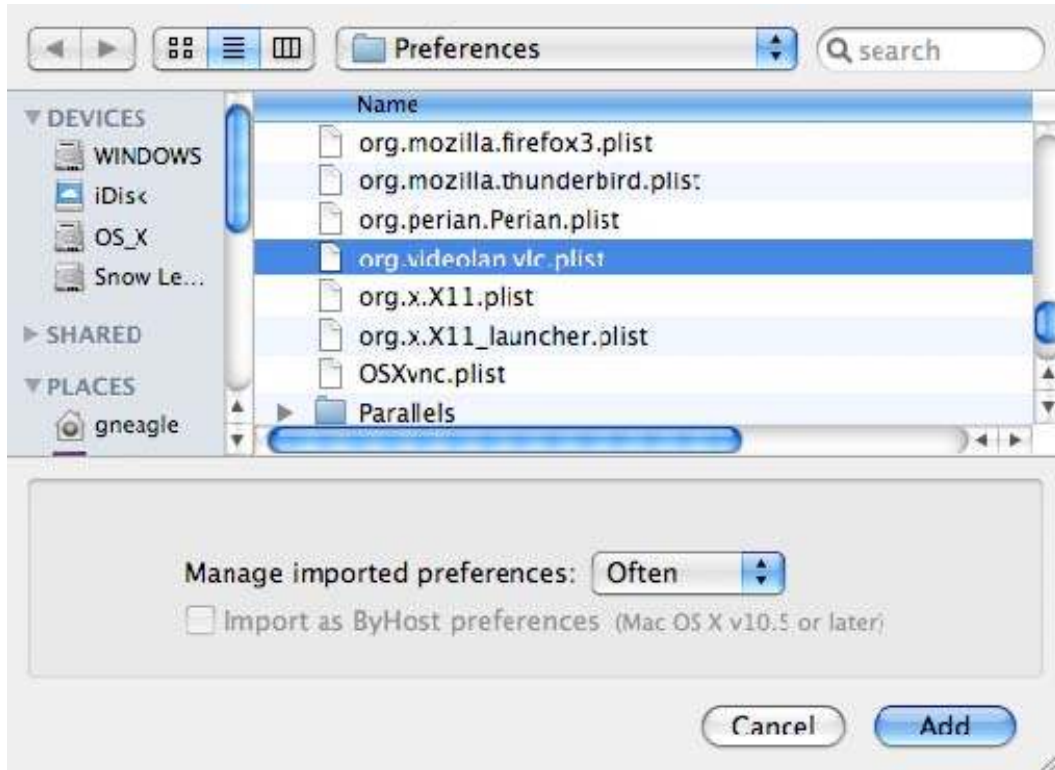 Preferences
search
Name
DEVICES
WINDOWS
iDisk
OS_X
Snow Le...
SHARED
PLACES
gneagle
org.mozilla.firefox3.plist
org.mozilla.thunderbird.plist
org.perian.Perian.plist
org.videolan.vlc.plist
org.x.X11.plist
org.x.X11_launcher.plist
OSXvnc.plist
Parallels
Manage imported preferences: Often
Import as ByHost preferences (Mac OS X v10.5 or later)
Cancel
Add